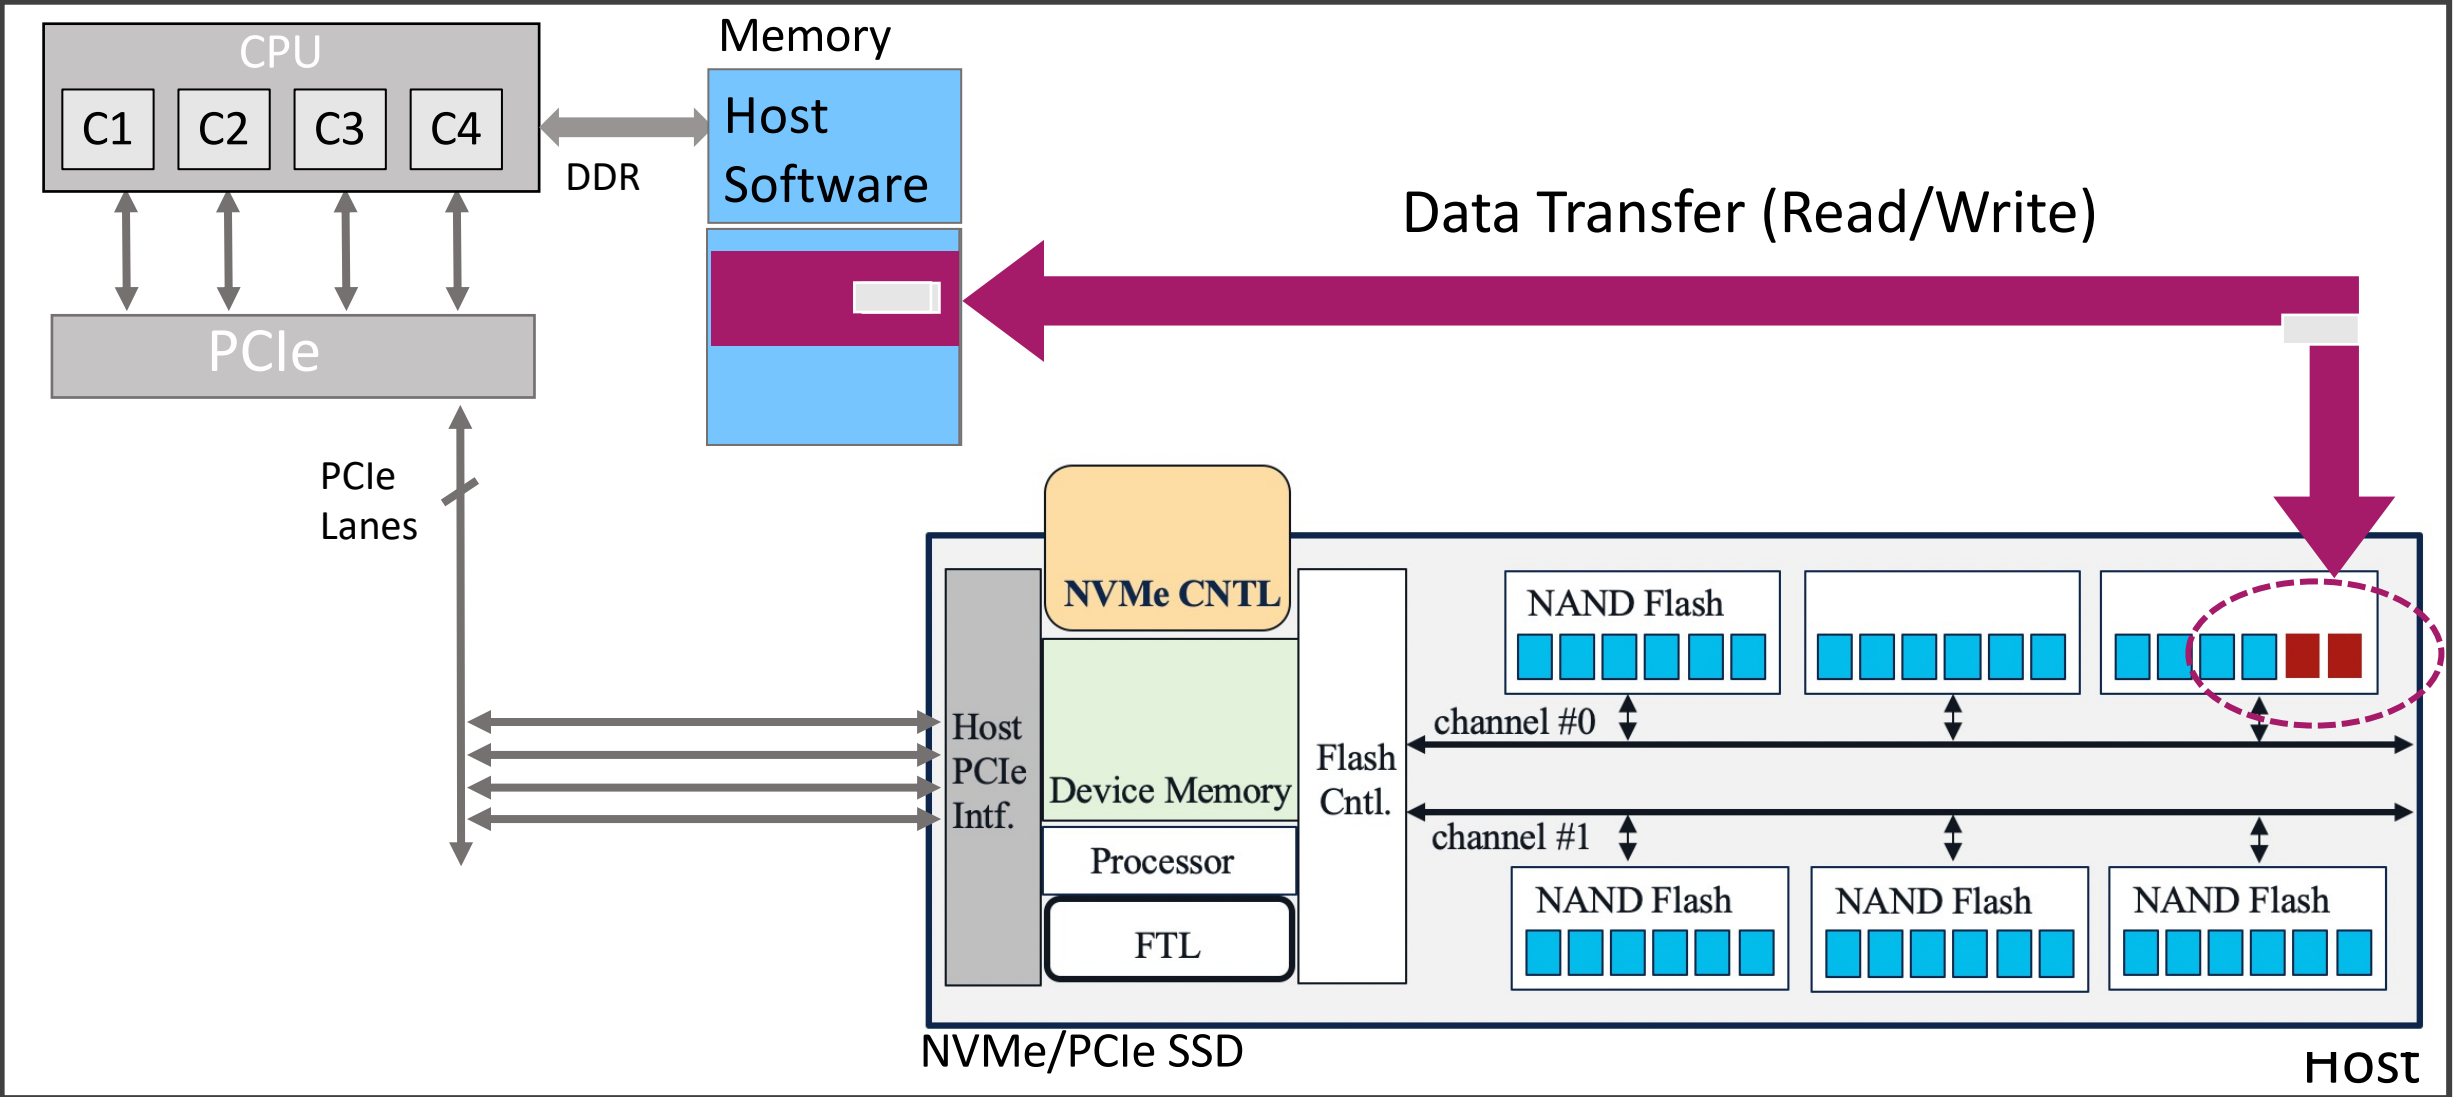 CPU
C1
C2
C3
C4
DDR
Memory
Host
Software
Data Transfer (Read/Write)
PCIe
PCIe
Lanes
NVMe CNTL
Host
PCIe
Intf.
Device Memory
Processor
FTL
Flash
Cntl.
NAND Flash
channel #0
channel #1
NAND Flash
NAND Flash
NAND Flash
NVMe/PCIe SSD
Host